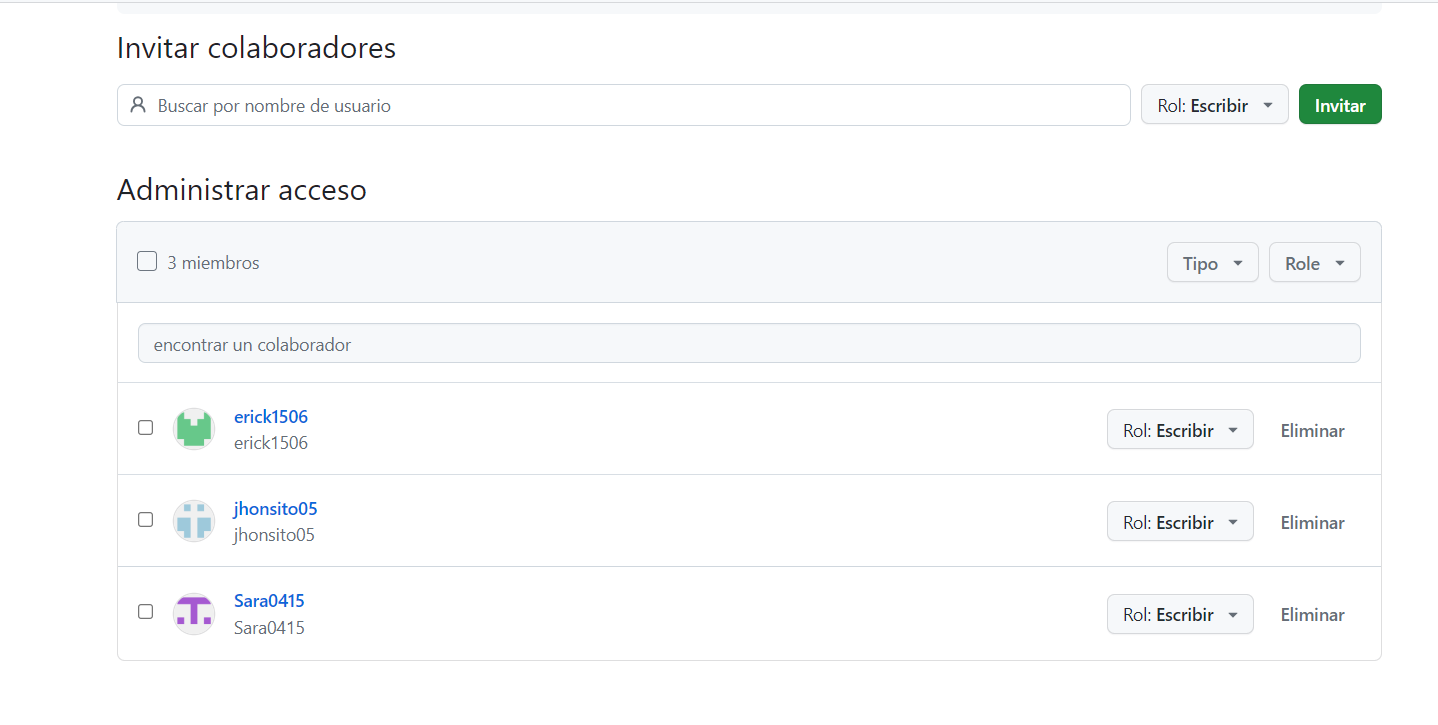 Invitar colaboradores
Buscar por nombre de usuario
Rol: Escribir
Invitar
Administrar acceso
3 miembros
Tipo
Role
encontrar un colaborador
erick1506
erick1506
Rol: Escribir
Eliminar
jhonsito05
jhonsito05
Rol: Escribir
Eliminar
Sara0415
Sara0415
Rol: Escribir
Eliminar